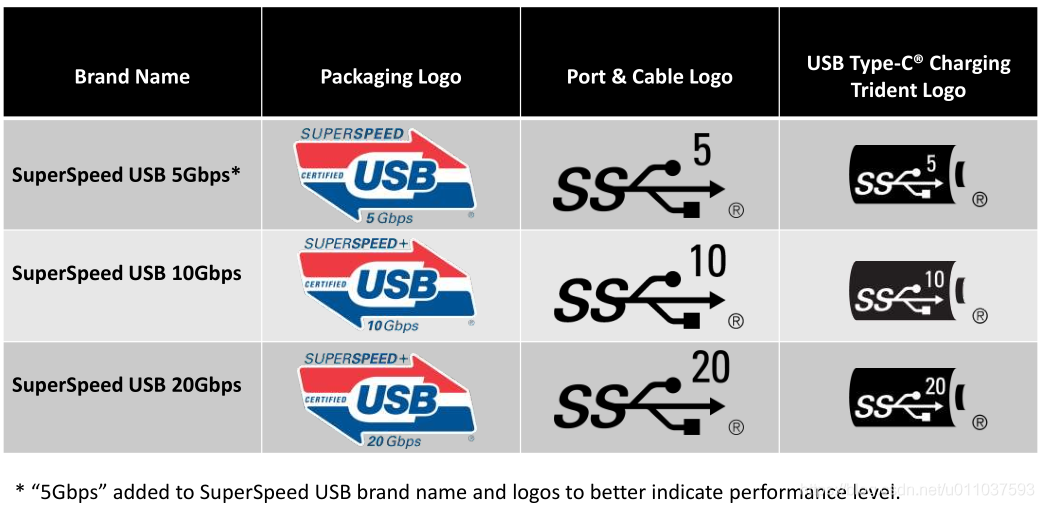 Brand Name
Packaging Logo
Port & Cable Logo
USB Type-C® Charging
Trident Logo
SuperSpeed USB 5Gbps*
SUPERSPEED
CERTIFIED USB
5 Gbps
®
SS 5
®
SS 5
®
SuperSpeed USB 10Gbps
SUPERSPEED+
CERTIFIED USB
10 Gbps
®
SS 10
®
SS 10
®
SuperSpeed USB 20Gbps
SUPERSPEED+
CERTIFIED USB
20 Gbps
®
SS 20
®
SS 20
®
* “5Gbps” added to SuperSpeed USB brand name and logos to better indicate performance level.
https://blog.csdn.net/u011037593